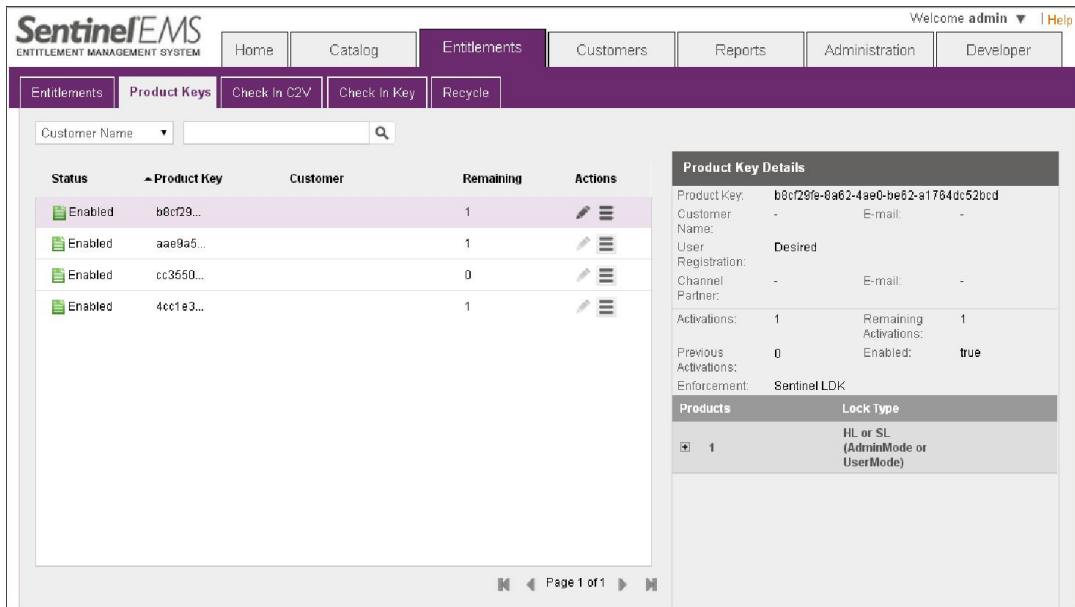 Welcome admin ▼ | Help
Sentinel EMS
ENTITLEMENT MANAGEMENT SYSTEM
Home Catalog Entitlements Customers Reports Administration Developer
Entitlements Product Keys Check In C2V Check In Key Recycle
Customer Name ▼
Status ▲ Product Key Customer Remaining Actions
Enabled b8cf29... 1
Enabled aae9a5... 1
Enabled cc3550... 0
Enabled 4cc1e3... 1
Page 1 of 1
Product Key Details
Product Key: b8cf29fe-8a62-4ae0-be62-a1764dc52bcd
Customer Name: - E-mail: -
User Registration: Desired
Channel Partner: - E-mail: -
Activations: 1 Remaining Activations: 1
Previous Activations: 0 Enabled: true
Enforcement: Sentinel LDK
Products Lock Type
1 HL or SL (AdminMode or UserMode)